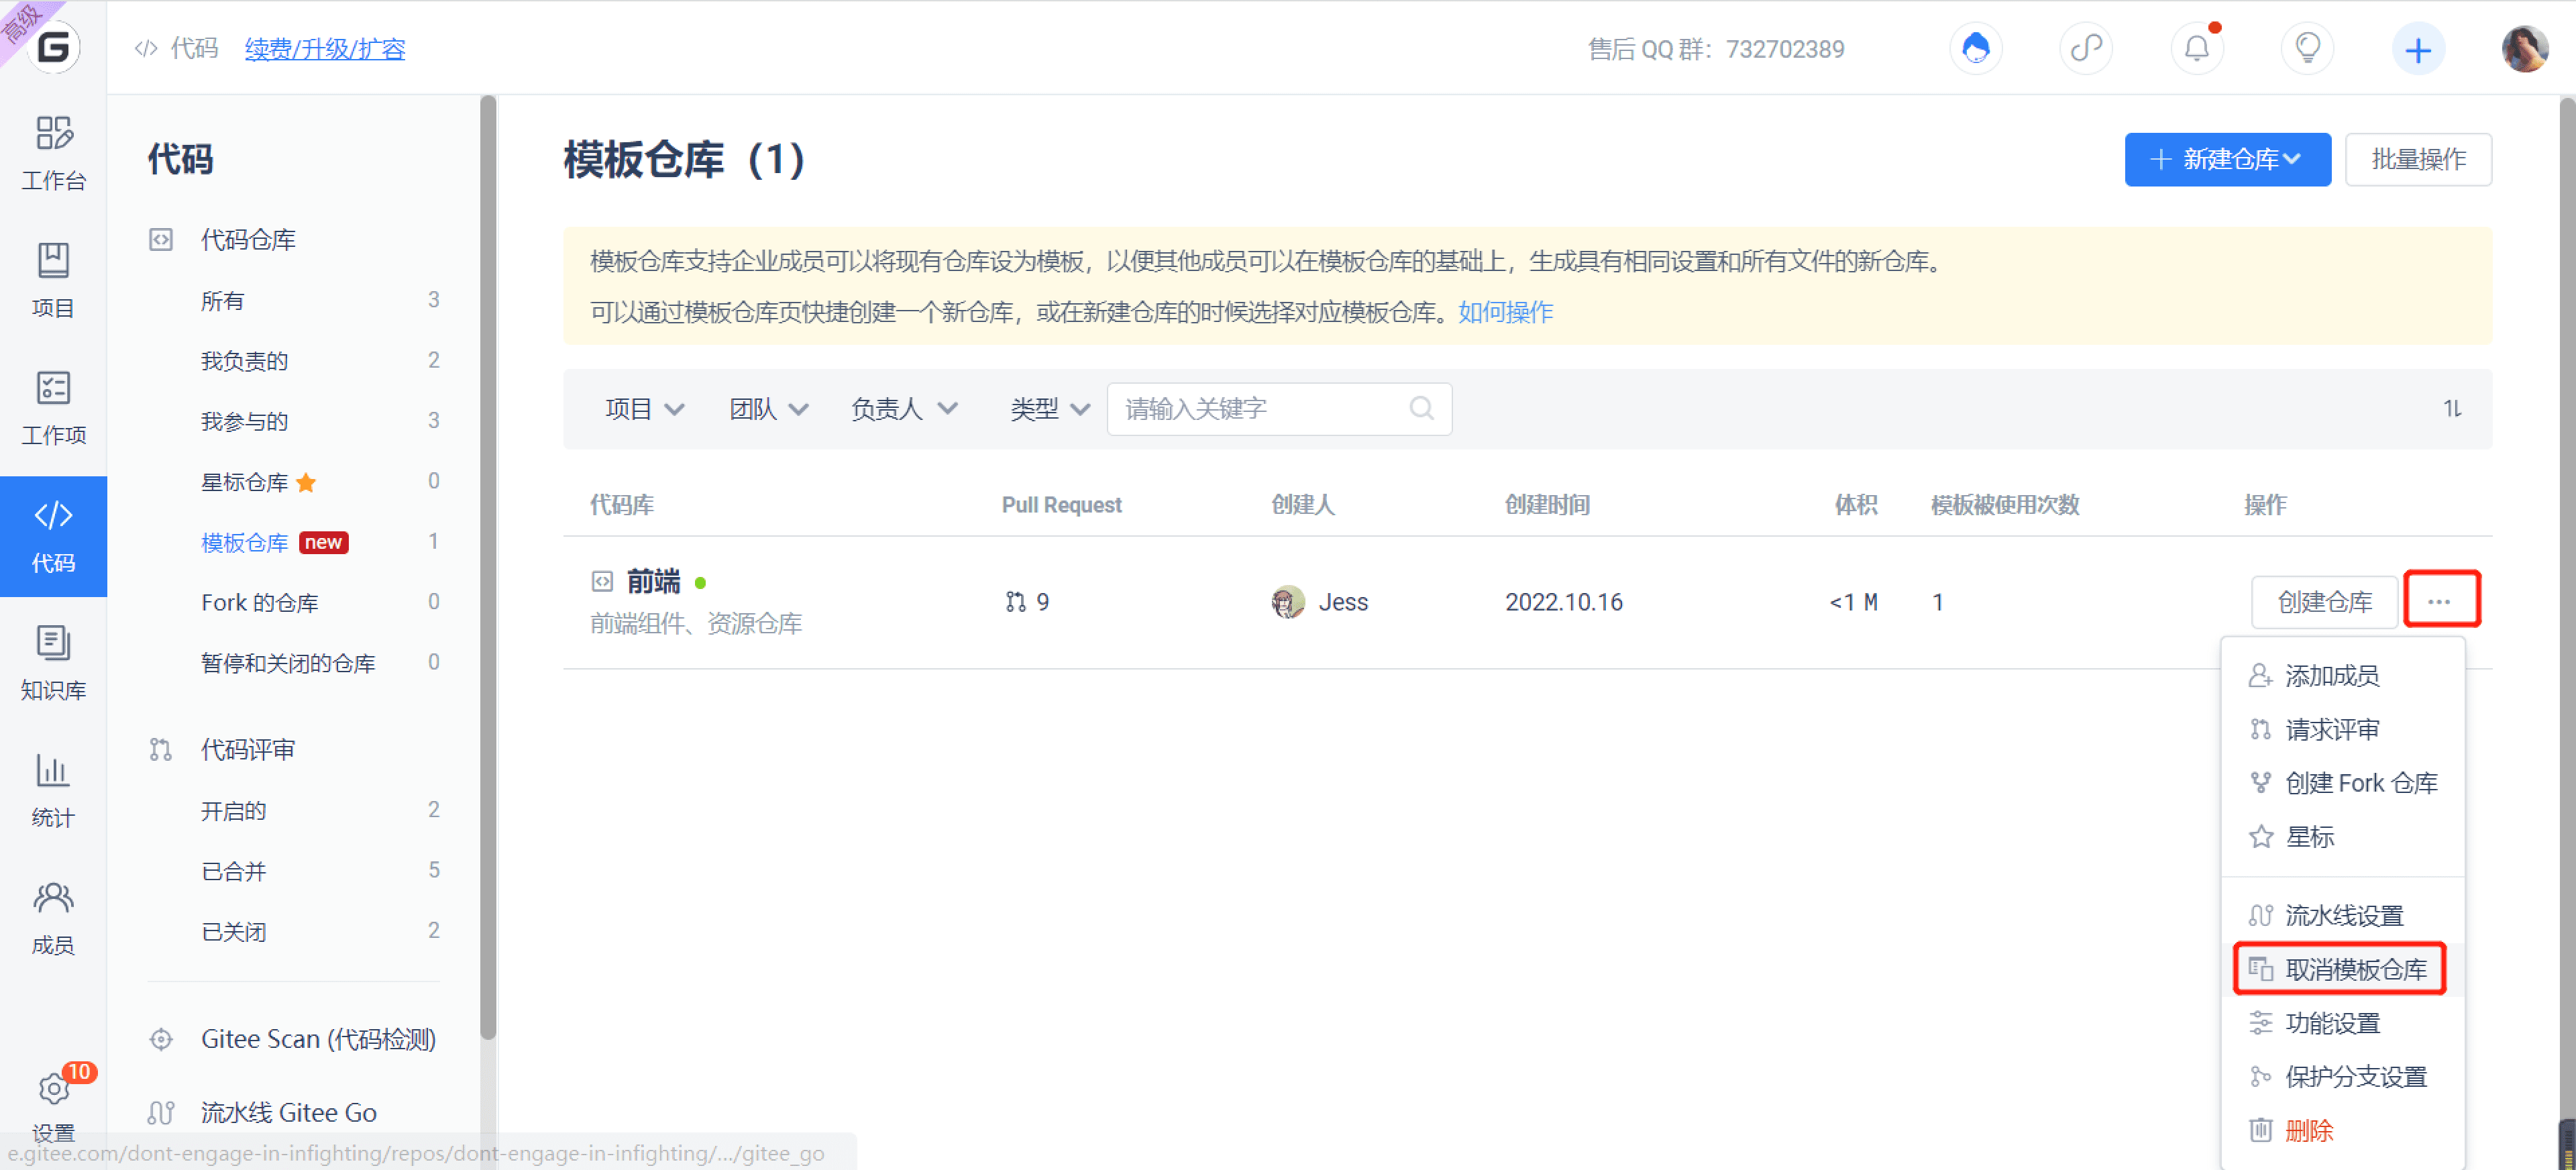 高级
代码 续费/升级/扩容
售后 QQ 群：732702389
工作台
项目
工作项
代码
知识库
统计
成员
10
设置
代码
代码仓库
所有 3
我负责的 2
我参与的 3
星标仓库 0
模板仓库 new 1
Fork 的仓库 0
暂停和关闭的仓库 0
代码评审
开启的 2
已合并 5
已关闭 2
Gitee Scan (代码检测)
流水线 Gitee Go
模板仓库（1）
新建仓库 批量操作
模板仓库支持企业成员可以将现有仓库设为模板，以便其他成员可以在模板仓库的基础上，生成具有相同设置和所有文件的新仓库。
可以通过模板仓库页快捷创建一个新仓库，或在新建仓库的时候选择对应模板仓库。如何操作
项目 团队 负责人 类型 请输入关键字
代码库 Pull Request 创建人 创建时间 体积 模板被使用次数 操作
前端 9 Jess 2022.10.16 <1 M 1 创建仓库 ...
前端组件、资源仓库
添加成员
请求评审
创建 Fork 仓库
星标
流水线设置
取消模板仓库
功能设置
保护分支设置
删除
e.gitee.com/dont-engage-in-infighting/repos/dont-engage-in-infighting/.../gitee_go